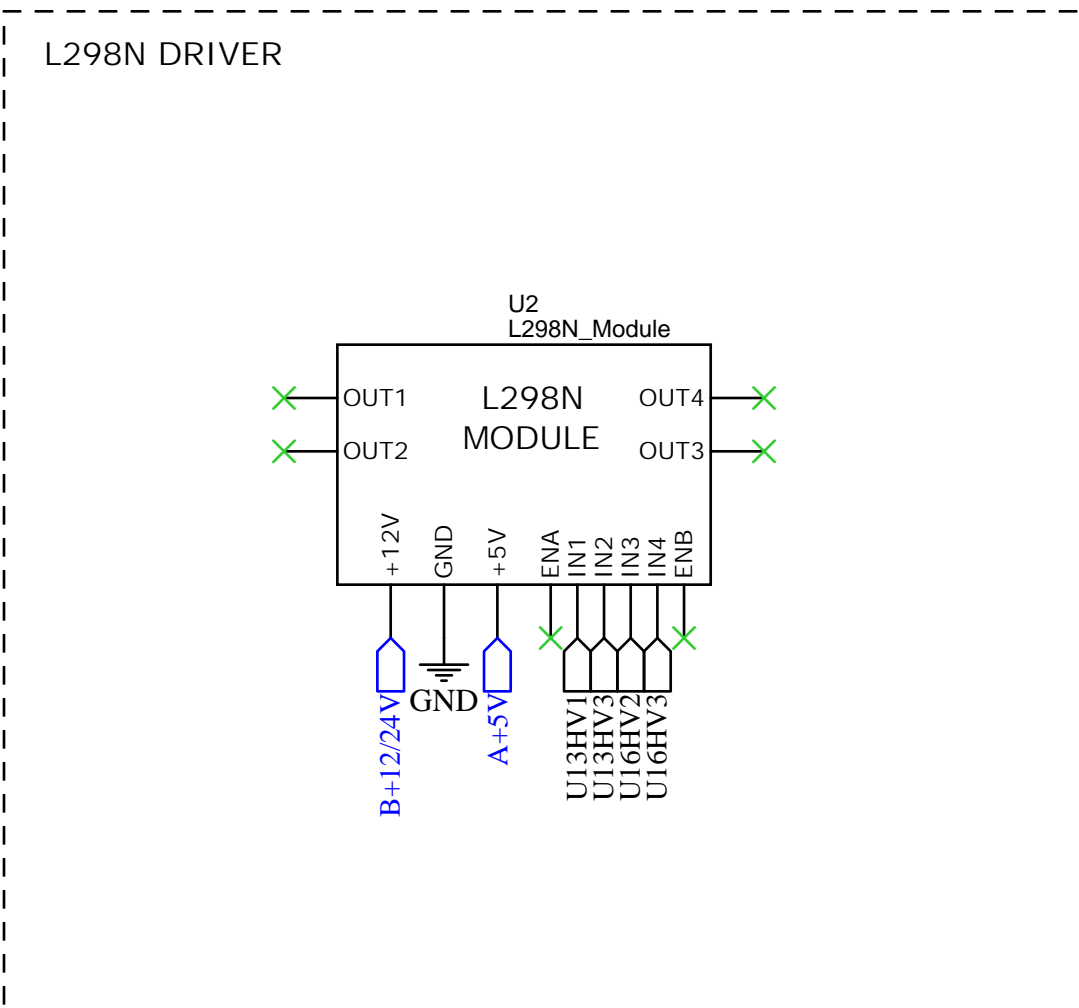 L298N DRIVER
U2
L298N_Module
L298N
MODULE
OUT1
OUT2
OUT4
OUT3
+12V
GND
+5V
ENA
IN1
IN2
IN3
IN4
ENB
B+12/24V
GND
A+5V
U13HV1
U13HV3
U16HV2
U16HV3